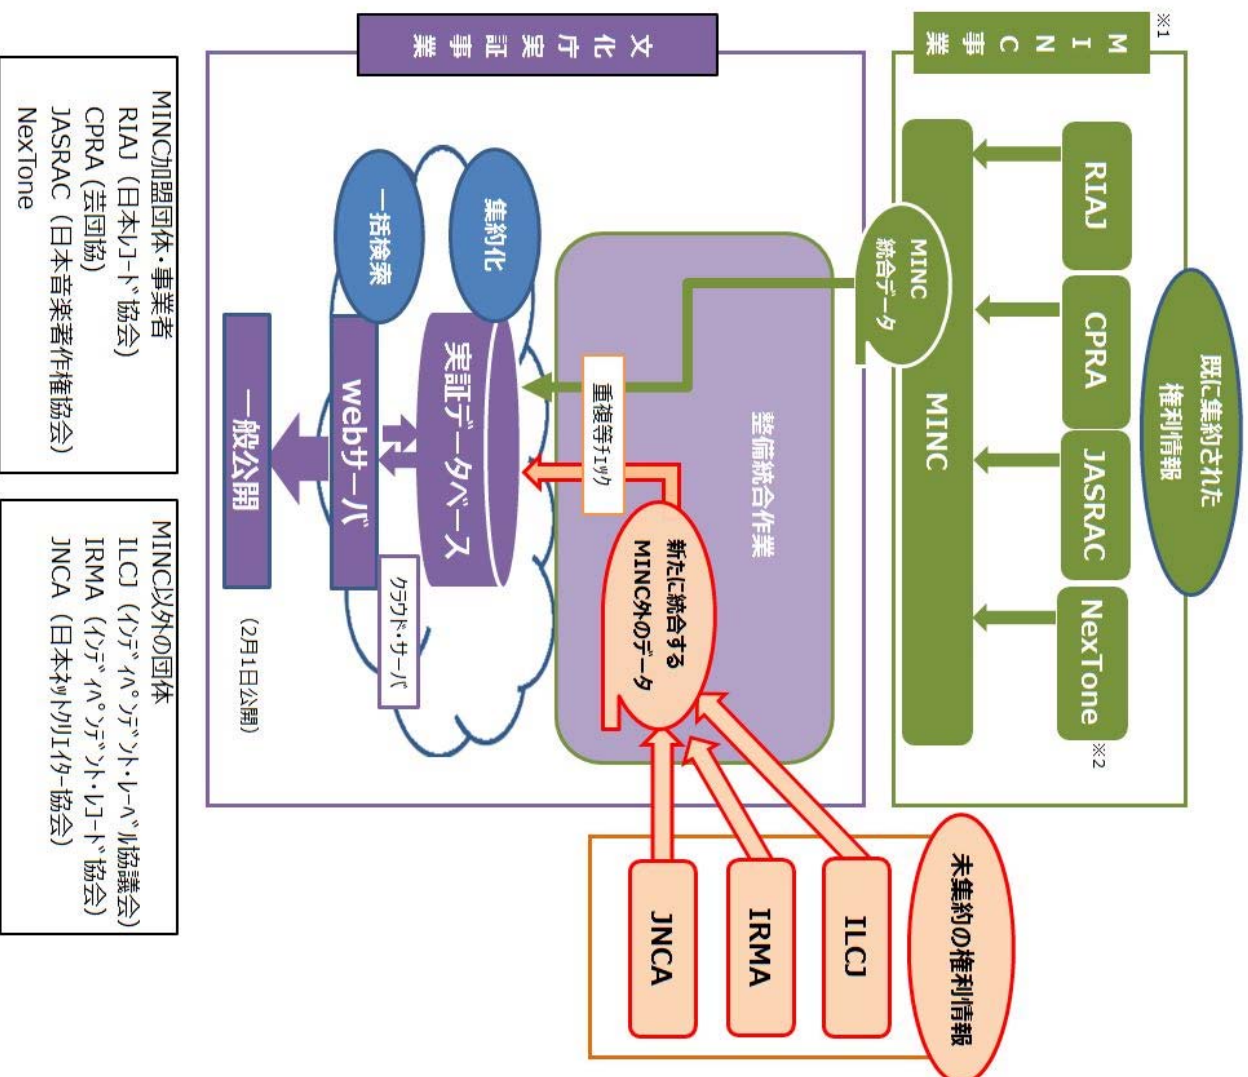 ※1
MINC事業
既に集約された
権利情報
RIAJ
CPRA
JASRAC
NexTone
※2
MINC
MINC
統合データ
文化庁実証事業
整備統合作業
重複等ﾁｪｯｸ
新たに統合する
MINC外のデータ
未集約の権利情報
ILCJ
IRMA
JNCA
集約化
一括検索
実証データベース
webサーバ
クラウド・サーバ
一般公開
(2月1日公開)
MINC加盟団体・事業者
RIAJ（日本ﾚｺｰﾄﾞ協会）
CPRA (芸団協)
JASRAC（日本音楽著作権協会）
NexTone
MINC以外の団体
ILCJ（ｲﾝﾃﾞｨﾍﾟﾝﾃﾞﾝﾄ・ﾚｰﾍﾞﾙ協議会）
IRMA（ｲﾝﾃﾞｨﾍﾟﾝﾃﾞﾝﾄ・ﾚｺｰﾄﾞ協会）
JNCA（日本ﾈｯﾄｸﾘｴｲﾀｰ協会）